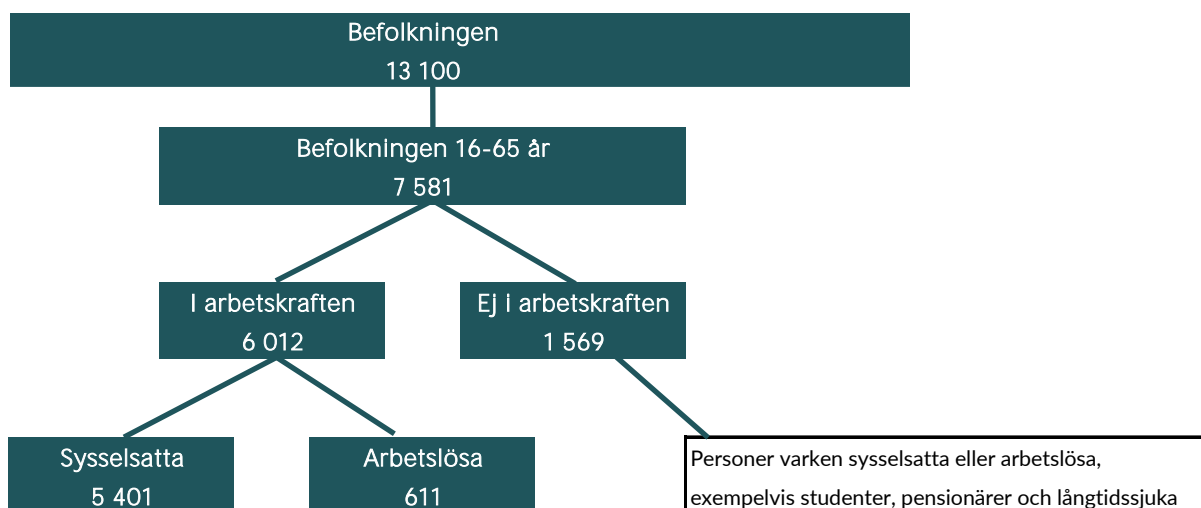 Befolkningen
13 100
Befolkningen 16-65 år
7 581
I arbetskraften
6 012
Ej i arbetskraften
1 569
Sysselsatta
5 401
Arbetslösa
611
Personer varken sysselsatta eller arbetslösa,
exempelvis studenter, pensionärer och långtidssjuka